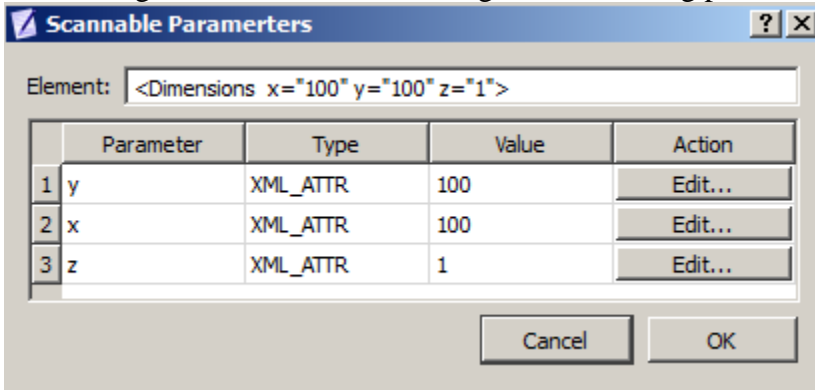 Scannable Paramerters
Element: <Dimensions x="100" y="100" z="1">
Parameter Type Value Action
1 y XML_ATTR 100 Edit...
2 x XML_ATTR 100 Edit...
3 z XML_ATTR 1 Edit...
Cancel OK